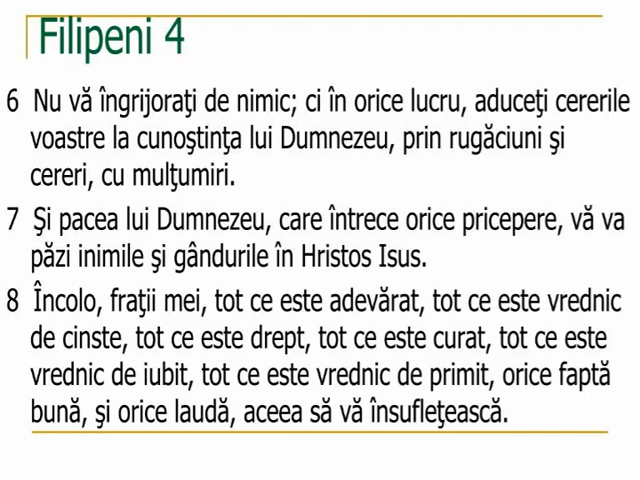 Filipeni 4
6 Nu vă îngrijoraţi de nimic; ci în orice lucru, aduceţi cererile
voastre la cunoştinţa lui Dumnezeu, prin rugăciuni şi
cereri, cu mulţumiri.
7 Şi pacea lui Dumnezeu, care întrece orice pricepere, vă va
păzi inimile şi gândurile în Hristos Isus.
8 Încolo, fraţii mei, tot ce este adevărat, tot ce este vrednic
de cinste, tot ce este drept, tot ce este curat, tot ce este
vrednic de iubit, tot ce este vrednic de primit, orice faptă
bună, şi orice laudă, aceea să vă însufleţească.